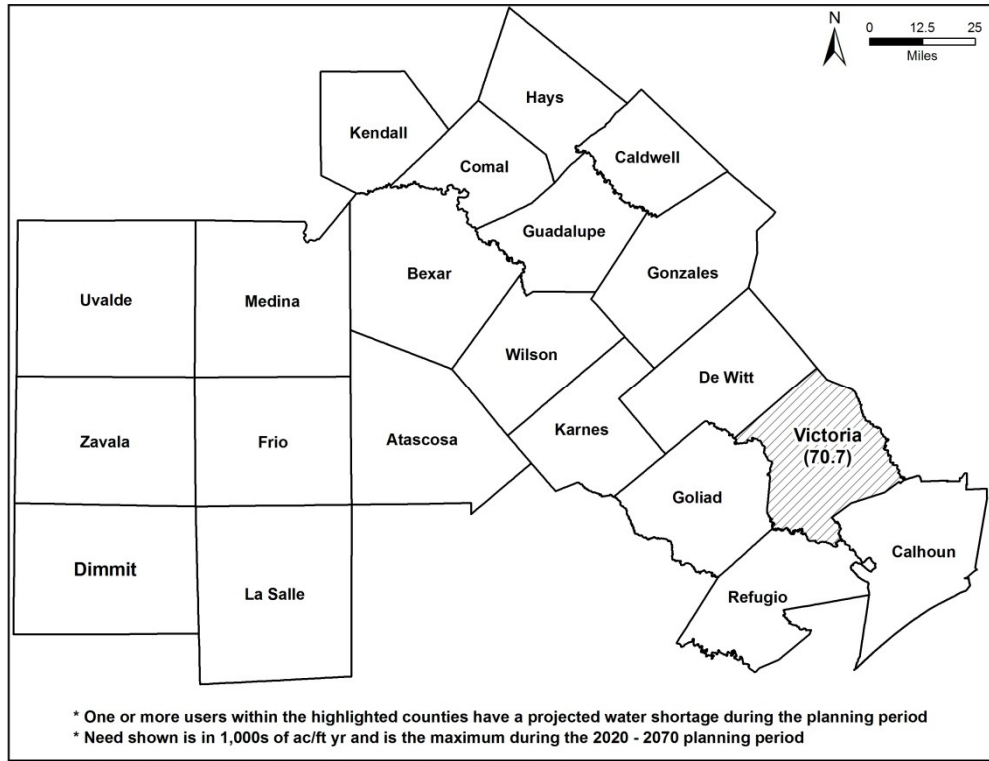 N
0 12.5 25
Miles
Hays
Kendall
Caldwell
Comal
Guadalupe
Bexar
Gonzales
Uvalde
Medina
Wilson
De Witt
Victoria
(70.7)
Zavala
Frio
Atascosa
Karnes
Goliad
Calhoun
Dimmit
La Salle
Refugio
* One or more users within the highlighted counties have a projected water shortage during the planning period
* Need shown is in 1,000s of ac/ft yr and is the maximum during the 2020 - 2070 planning period